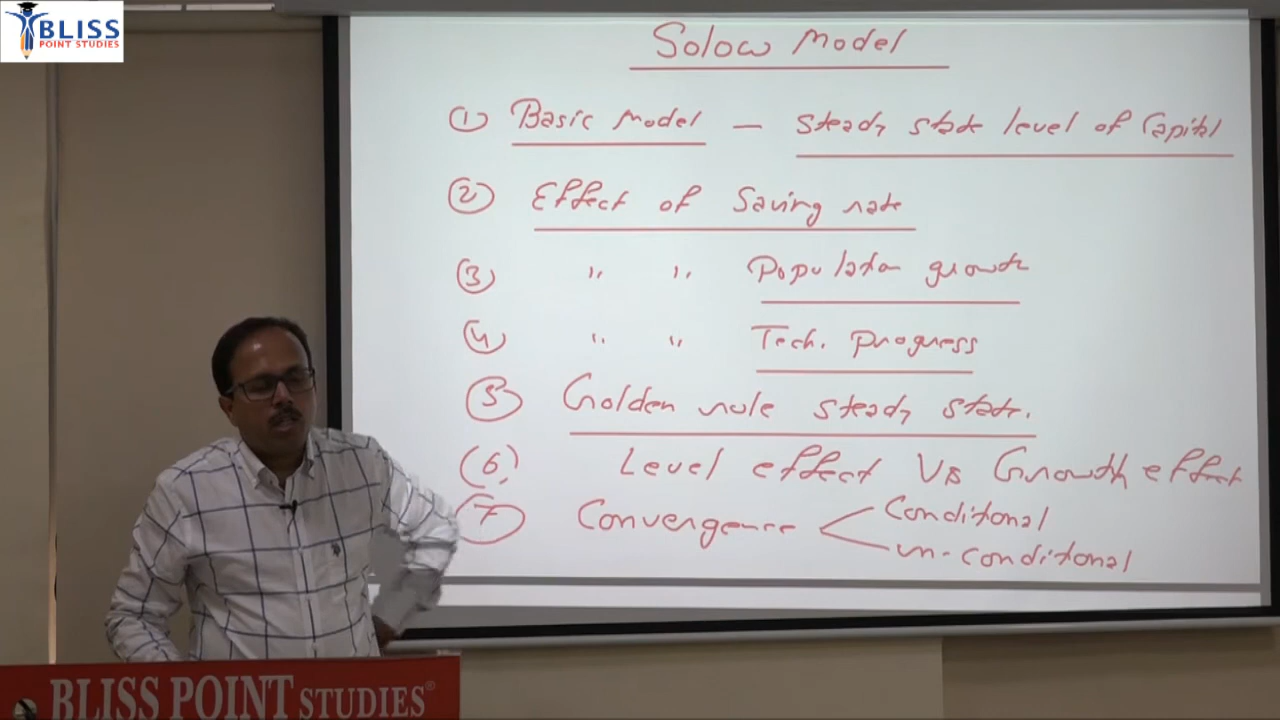 BLISS
POINT STUDIES
Solow Model
(1) Basic Model — Steady state level of Capital
(2) Effect of Saving rate
(3) " " Population growth
(4) " " Tech. Progress
(5) Golden rule steady state.
(6) Level effect Vs Growth effect
(7) Convergence Conditional
un-conditional
BLISS POINT STUDIES®